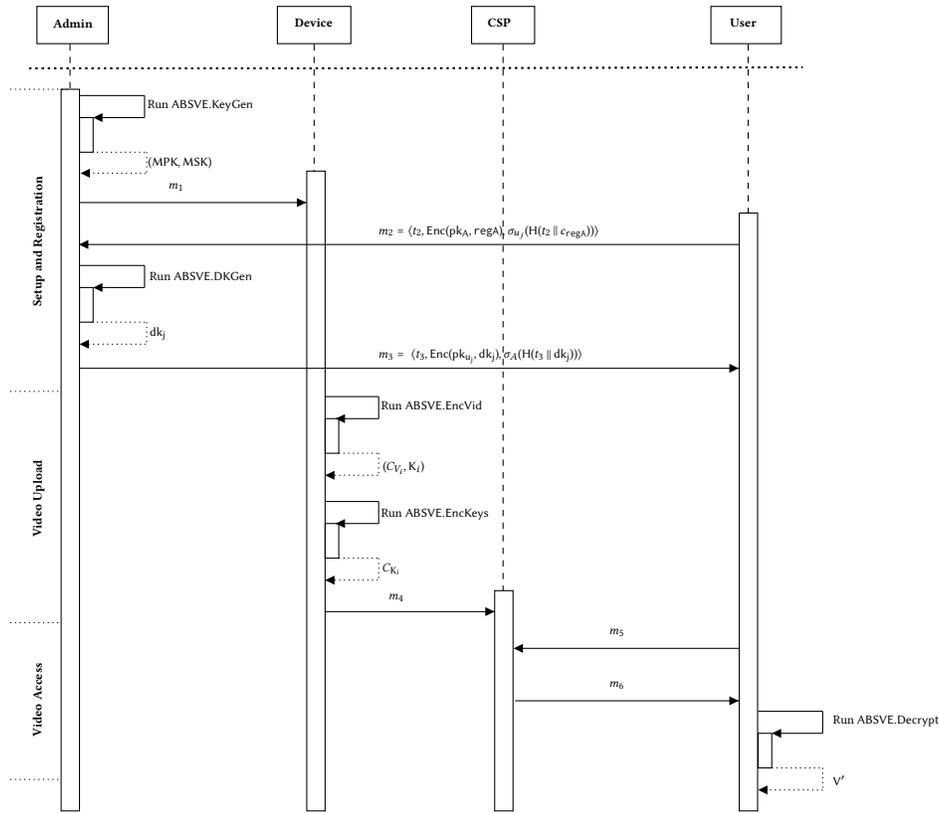 Admin
Device
CSP
User
Run ABSVE.KeyGen
(MPK, MSK)
m₁
m₂ = ⟨t₂, Enc(pk_A, regA), σ_{u_j}(H(t₂ ∥ c_{regA}))⟩
Run ABSVE.DKGen
dk_j
m₃ = ⟨t₃, Enc(pk_{u_j}, dk_j), σ_A(H(t₃ ∥ dk_j))⟩
Setup and Registration
Run ABSVE.EncVid
(C_{V_i}, K_i)
Run ABSVE.EncKeys
C_{K_i}
m₄
Video Upload
m₅
m₆
Run ABSVE.Decrypt
V′
Video Access